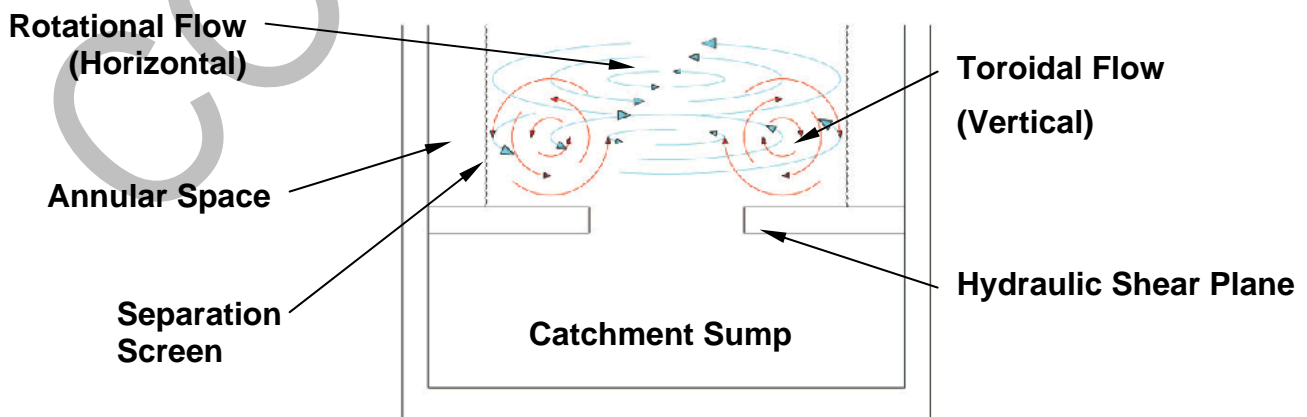 Rotational Flow
(Horizontal)
Toroidal Flow
(Vertical)
Annular Space
Separation
Screen
Hydraulic Shear Plane
Catchment Sump